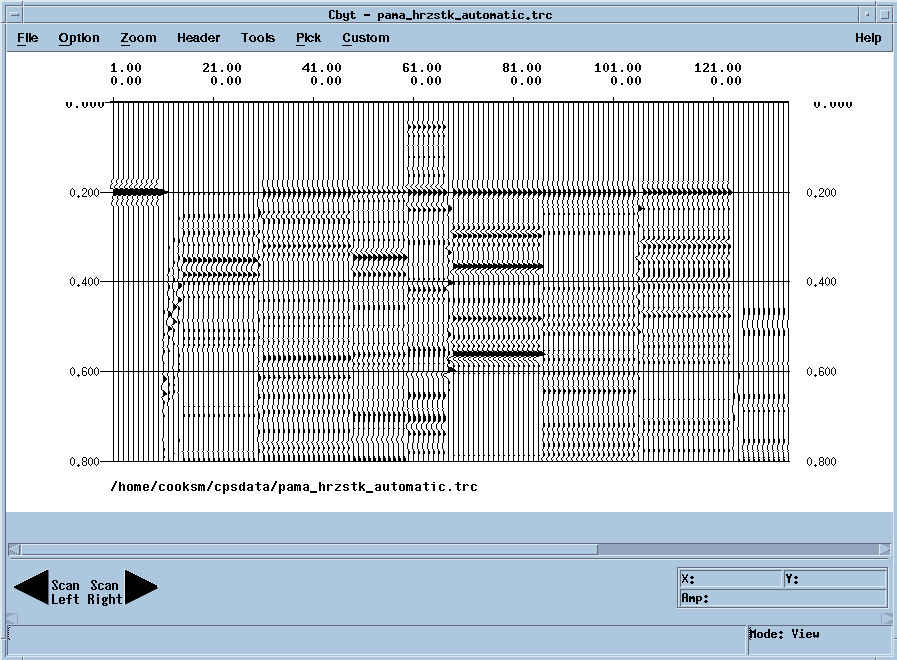 Cbyt - pama_hrzstk_automatic.trc
File Option Zoom Header Tools Pick Custom Help
1.00 21.00 41.00 61.00 81.00 101.00 121.00
0.00 0.00 0.00 0.00 0.00 0.00 0.00
0.000 0.000
0.200 0.200
0.400 0.400
0.600 0.600
0.800 0.800
/home/cooksm/cpsdata/pama_hrzstk_automatic.trc
Scan Scan
Left Right
X: Y:
Amp:
Mode: View